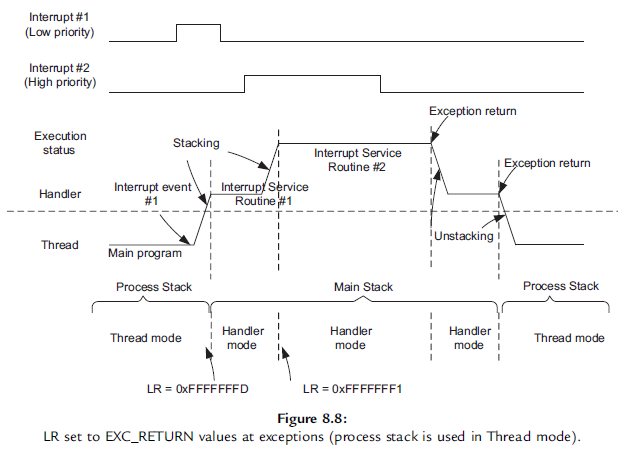 Interrupt #1
(Low priority)
Interrupt #2
(High priority)
Exception return
Execution
status
Stacking
Interrupt Service
Routine #2
Exception return
Handler
Interrupt event
#1
Interrupt Service
Routine #1
Unstacking
Thread
Main program
Process Stack
Main Stack
Process Stack
Thread mode
Handler
mode
Handler
mode
Handler
mode
Thread mode
LR = 0xFFFFFFFD
LR = 0xFFFFFFF1
Figure 8.8:
LR set to EXC_RETURN values at exceptions (process stack is used in Thread mode).